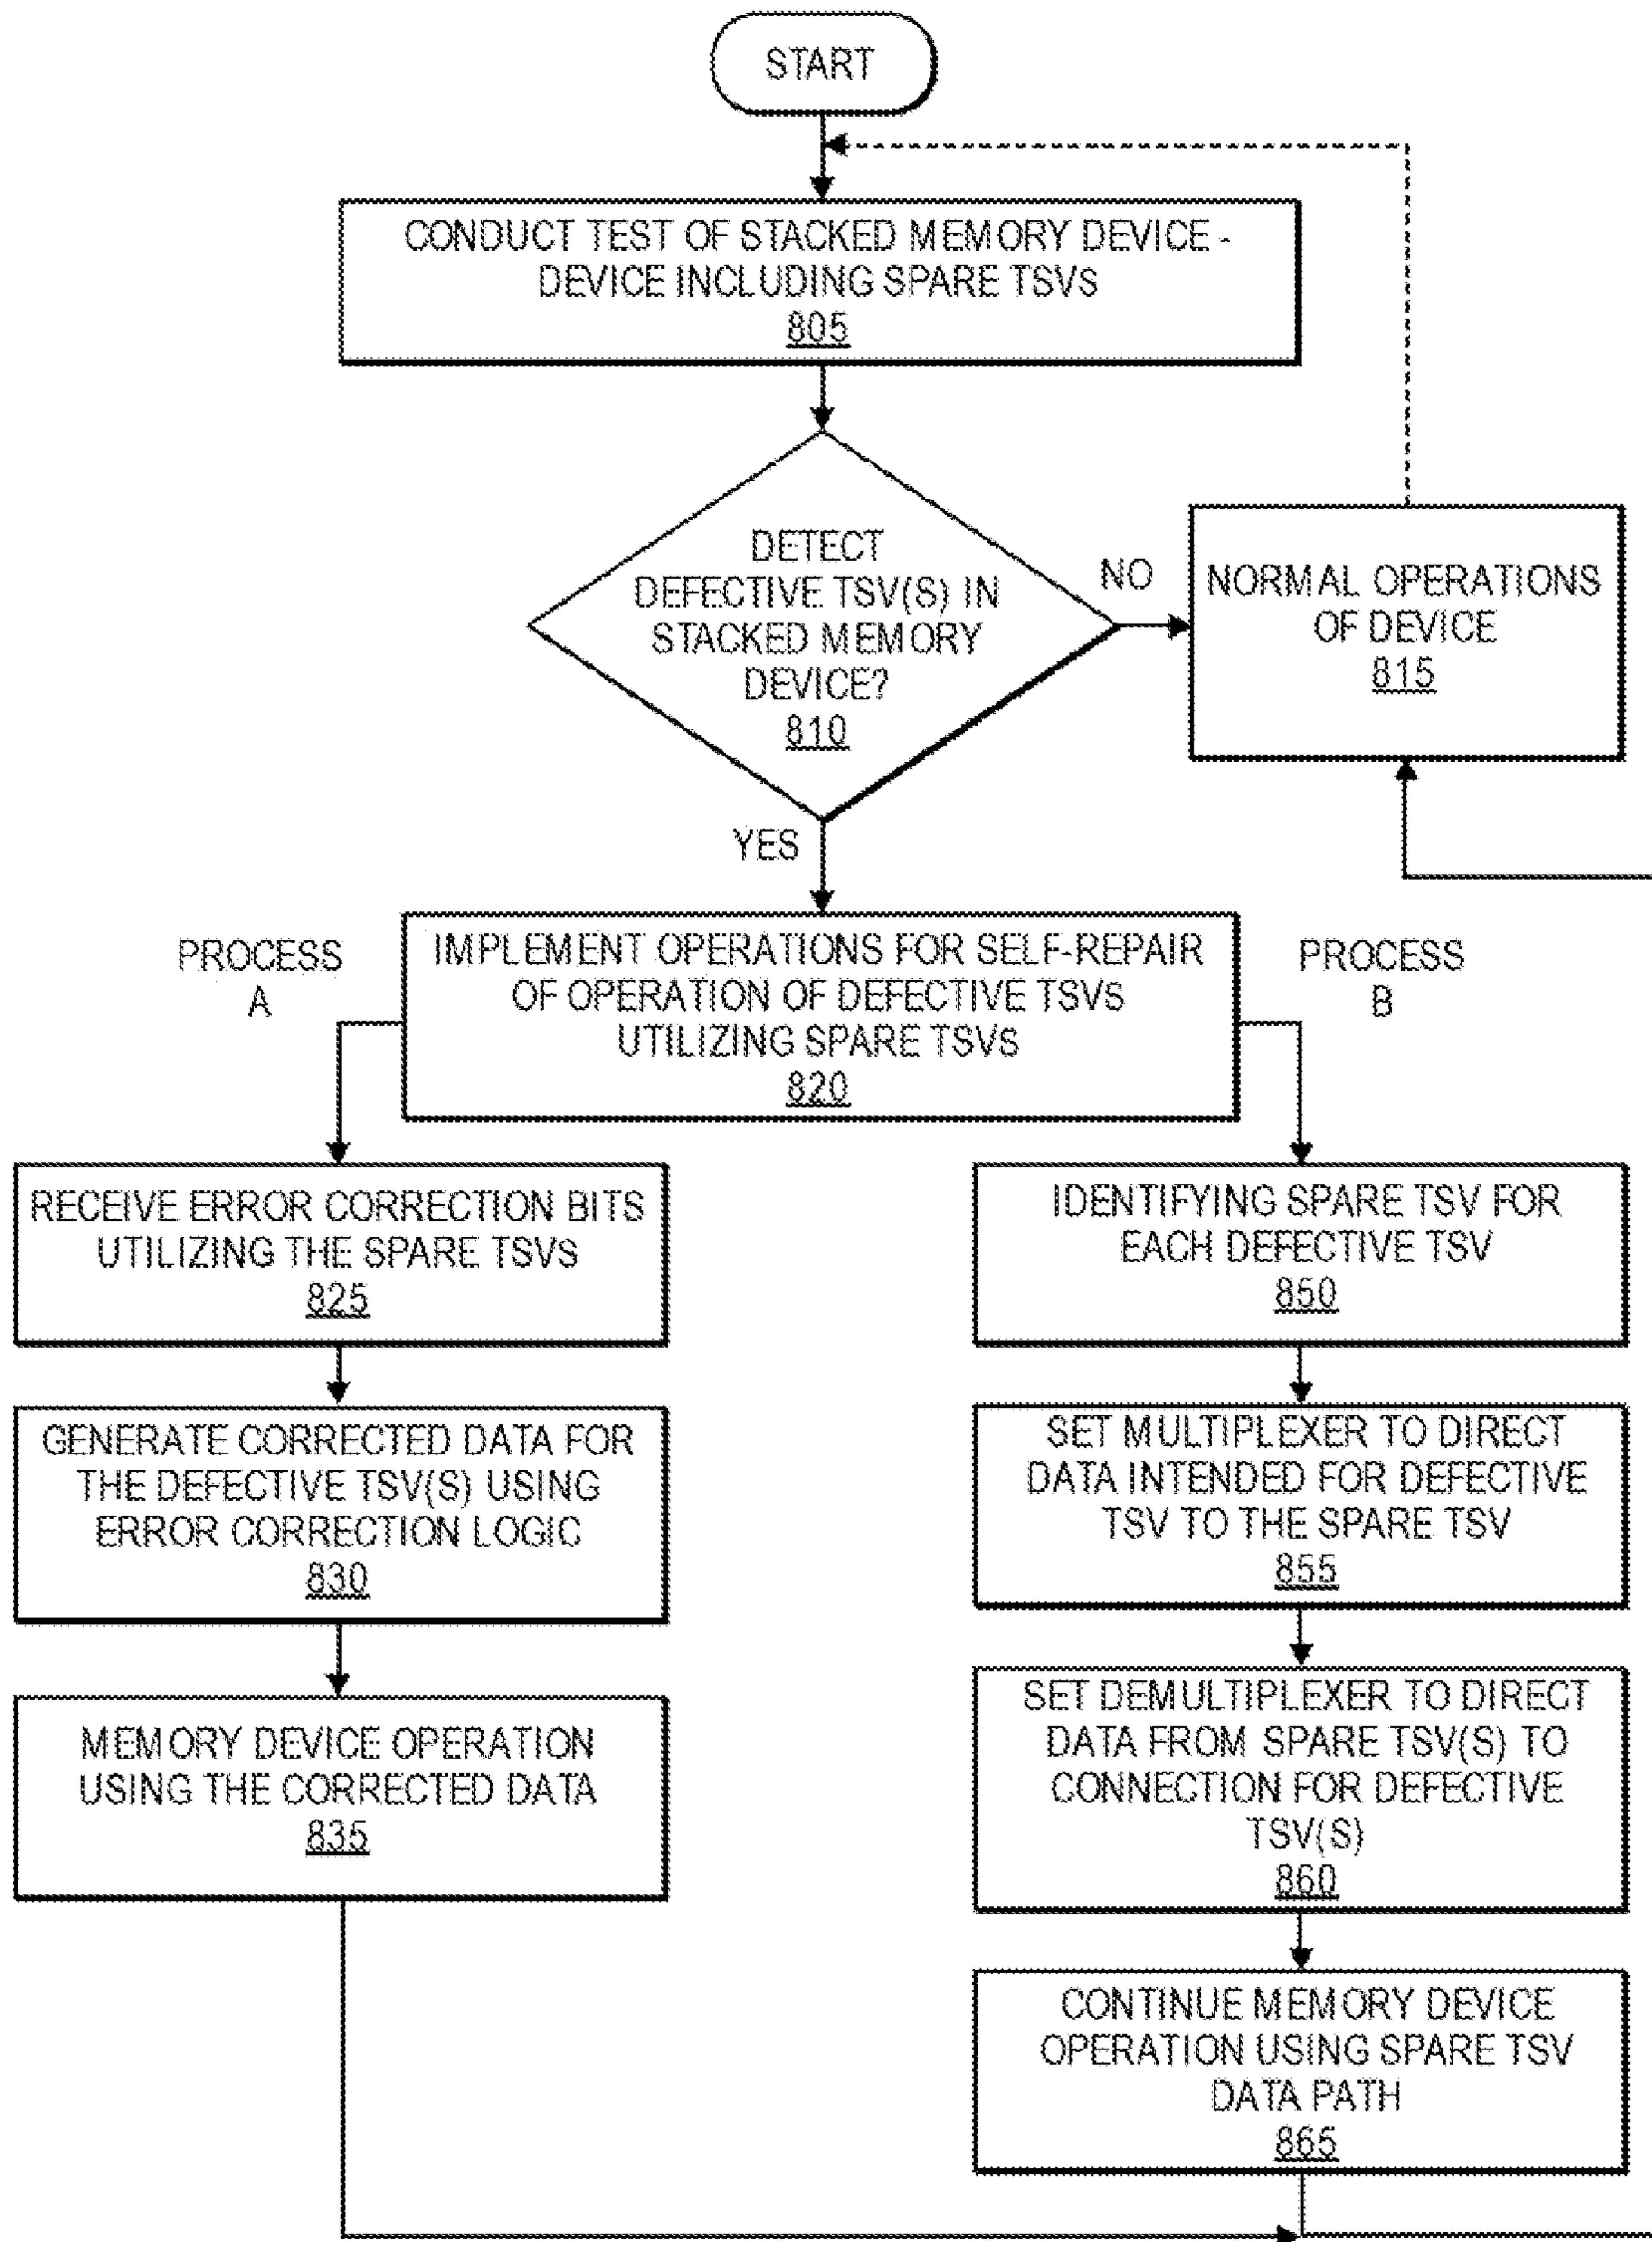 START
CONDUCT TEST OF STACKED MEMORY DEVICE -
DEVICE INCLUDING SPARE TSVS
805
DETECT
DEFECTIVE TSV(S) IN
STACKED MEMORY
DEVICE?
810
NO
NORMAL OPERATIONS
OF DEVICE
815
YES
PROCESS
A
IMPLEMENT OPERATIONS FOR SELF-REPAIR
OF OPERATION OF DEFECTIVE TSVS
UTILIZING SPARE TSVS
820
PROCESS
B
RECEIVE ERROR CORRECTION BITS
UTILIZING THE SPARE TSVS
825
GENERATE CORRECTED DATA FOR
THE DEFECTIVE TSV(S) USING
ERROR CORRECTION LOGIC
830
MEMORY DEVICE OPERATION
USING THE CORRECTED DATA
835
IDENTIFYING SPARE TSV FOR
EACH DEFECTIVE TSV
850
SET MULTIPLEXER TO DIRECT
DATA INTENDED FOR DEFECTIVE
TSV TO THE SPARE TSV
855
SET DEMULTIPLEXER TO DIRECT
DATA FROM SPARE TSV(S) TO
CONNECTION FOR DEFECTIVE
TSV(S)
860
CONTINUE MEMORY DEVICE
OPERATION USING SPARE TSV
DATA PATH
865